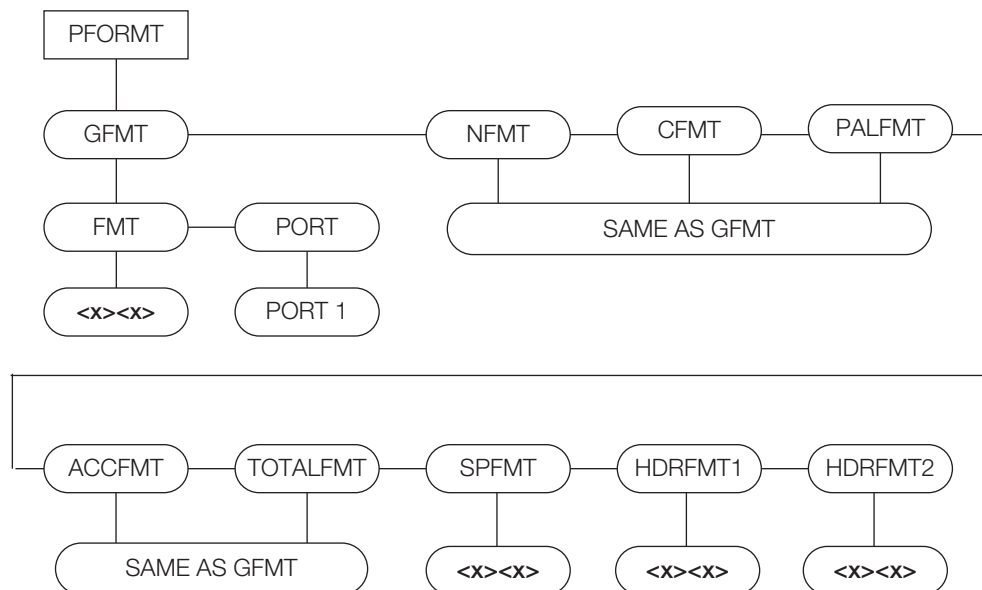 PFORMT
GFMT
NFMT
CFMT
PALFMT
FMT
PORT
SAME AS GFMT
<x><x>
PORT 1
ACCFMT
TOTALFMT
SPFMT
HDRFMT1
HDRFMT2
SAME AS GFMT
<x><x>
<x><x>
<x><x>